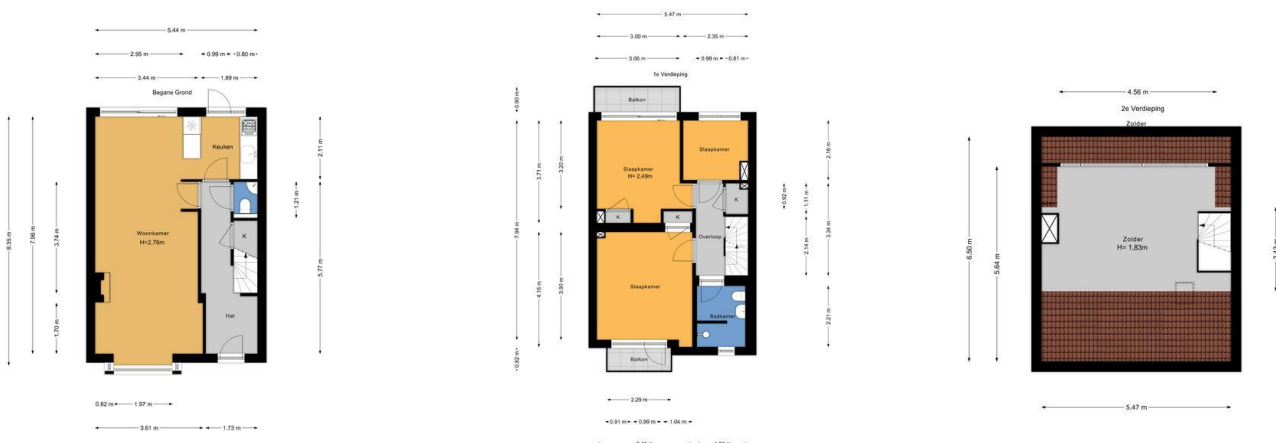 5.44 m
2.95 m
0.99 m
0.80 m
3.44 m
1.89 m
Begane Grond
Keuken
Woonkamer
H=2,76m
K
Hal
8.35 m
7.96 m
3.74 m
1.70 m
2.11 m
1.21 m
5.77 m
0.62 m
1.97 m
3.61 m
1.73 m
5.47 m
3.00 m
2.35 m
3.06 m
0.99 m
0.81 m
1e Verdieping
Balkon
Slaapkamer
H= 2,49m
Slaapkamer
K
K
K
Overloop
Slaapkamer
Badkamer
Balkon
0.90 m
7.94 m
0.82 m
3.71 m
4.16 m
3.20 m
3.90 m
0.92 m
1.11 m
2.14 m
2.16 m
3.34 m
2.21 m
2.29 m
0.91 m
0.99 m
1.04 m
4.56 m
2e Verdieping
Zolder
Zolder
H= 1,83m
6.50 m
5.64 m
5.47 m